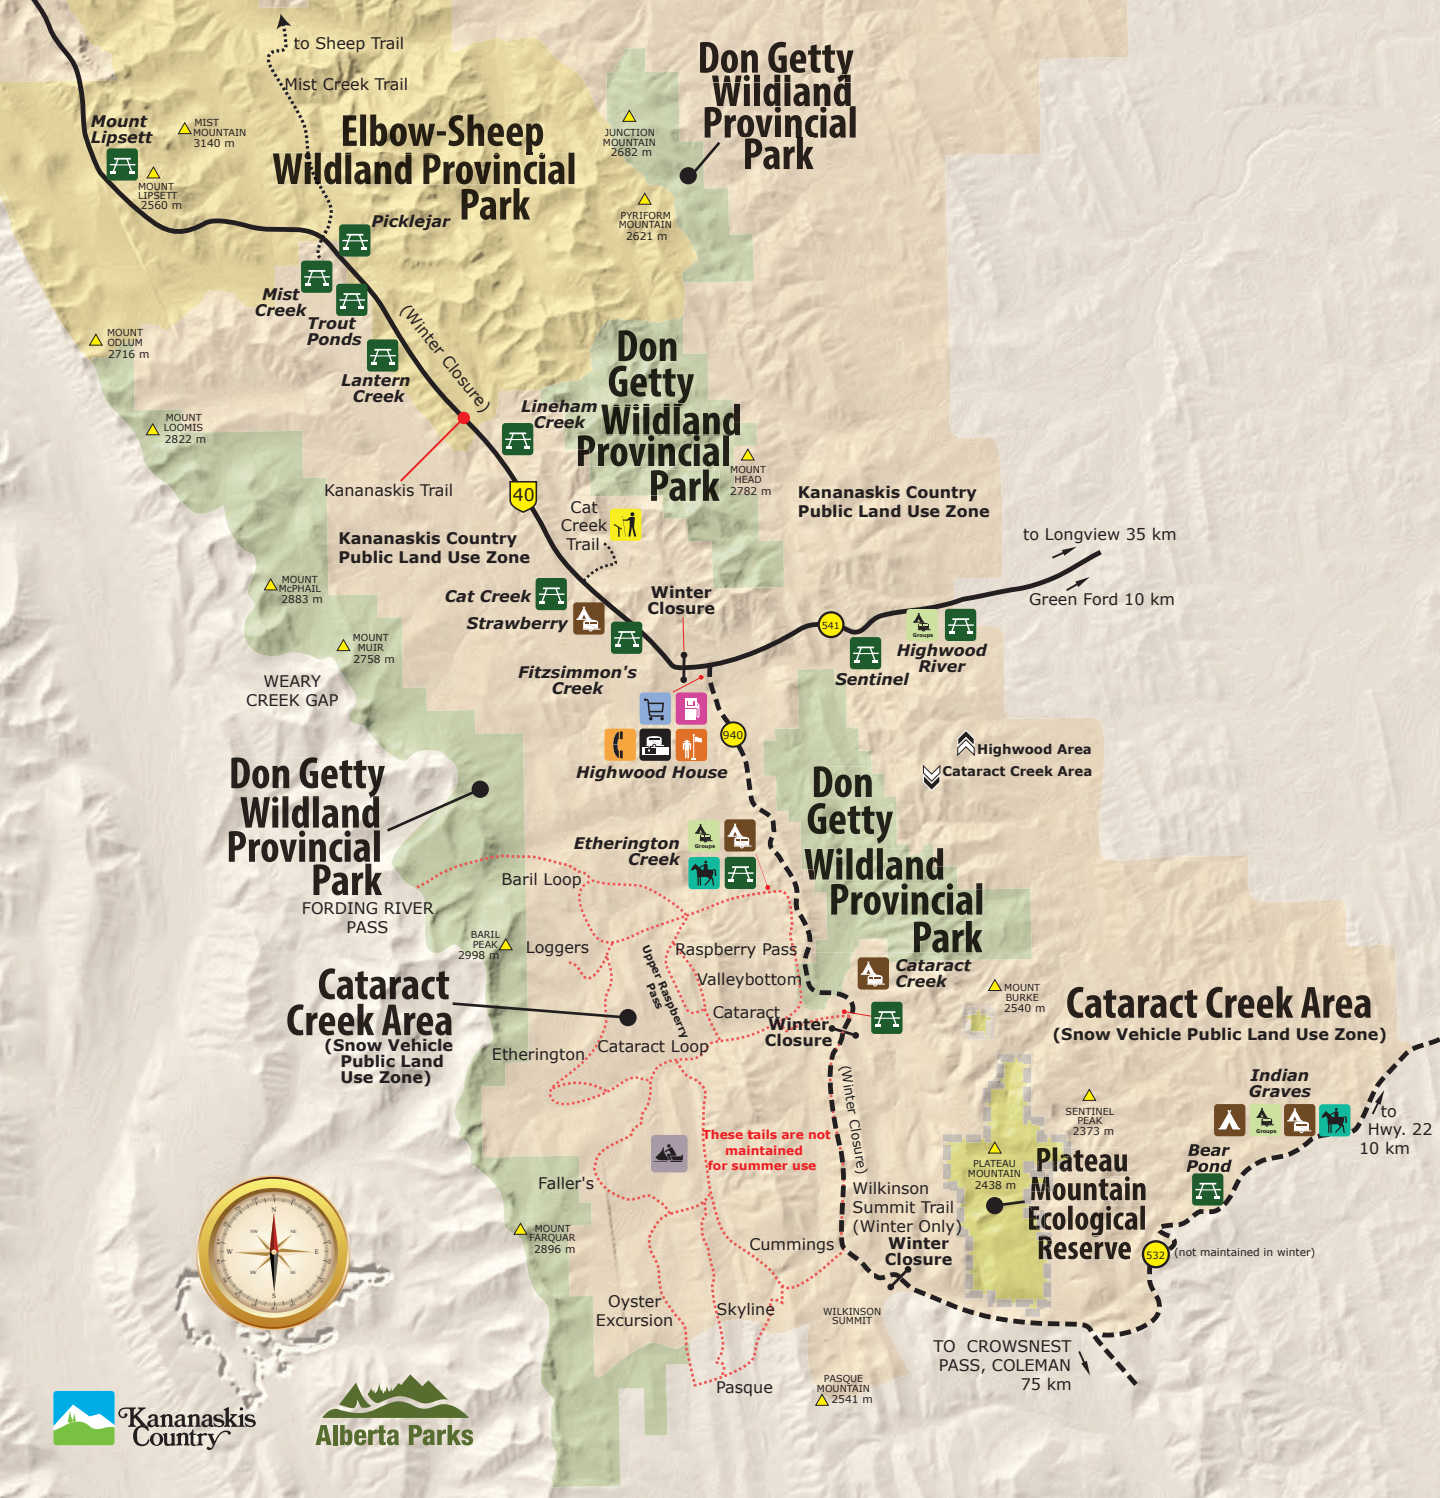 to Sheep Trail
Mist Creek Trail
Don Getty
Wildland
Provincial
Park
Mount
Lipsett
MIST
MOUNTAIN
3140 m
MOUNT
LIPSETT
2560 m
Elbow-Sheep
Wildland Provincial
Park
JUNCTION
MOUNTAIN
2682 m
PYRIFORM
MOUNTAIN
2621 m
Picklejar
Mist
Creek
Trout
Ponds
(Winter Closure)
MOUNT
ODLUM
2716 m
Lantern
Creek
Don
Getty
Wildland
Provincial
Park
Lineham
Creek
MOUNT
LOOMIS
2822 m
MOUNT
HEAD
2782 m
Kananaskis Trail
40
Cat
Creek
Trail
Kananaskis Country
Public Land Use Zone
Kananaskis Country
Public Land Use Zone
to Longview 35 km
Green Ford 10 km
MOUNT
McPHAIL
2883 m
Cat Creek
Strawberry
Winter
Closure
541
Groups
Highwood
River
Sentinel
MOUNT
MUIR
2758 m
Fitzsimmon's
Creek
WEARY
CREEK GAP
940
Highwood House
Highwood Area
Cataract Creek Area
Don Getty
Wildland
Provincial
Park
Don
Getty
Wildland
Provincial
Park
Etherington
Creek
Groups
Baril Loop
FORDING RIVER
PASS
BARIL
PEAK
2998 m
Loggers
Upper Raspberry
Pass
Raspberry Pass
Valleybottom
Cataract
Cataract
Creek
MOUNT
BURKE
2540 m
Cataract
Creek Area
(Snow Vehicle
Public Land
Use Zone)
Winter
Closure
Cataract Creek Area
(Snow Vehicle Public Land Use Zone)
Etherington
Cataract Loop
(Winter Closure)
Indian
Graves
Groups
to
Hwy. 22
10 km
SENTINEL
PEAK
2373 m
These tails are not
maintained
for summer use
Bear
Pond
PLATEAU
MOUNTAIN
2438 m
Plateau
Mountain
Ecological
Reserve
Faller's
Wilkinson
Summit Trail
(Winter Only)
Winter
Closure
MOUNT
FARQUAR
2896 m
Cummings
532
(not maintained in winter)
N
NE
E
SE
S
SW
W
Oyster
Excursion
Skyline
WILKINSON
SUMMIT
TO CROWSNEST
PASS, COLEMAN
75 km
Pasque
PASQUE
MOUNTAIN
2541 m
Kananaskis
Country
Alberta Parks